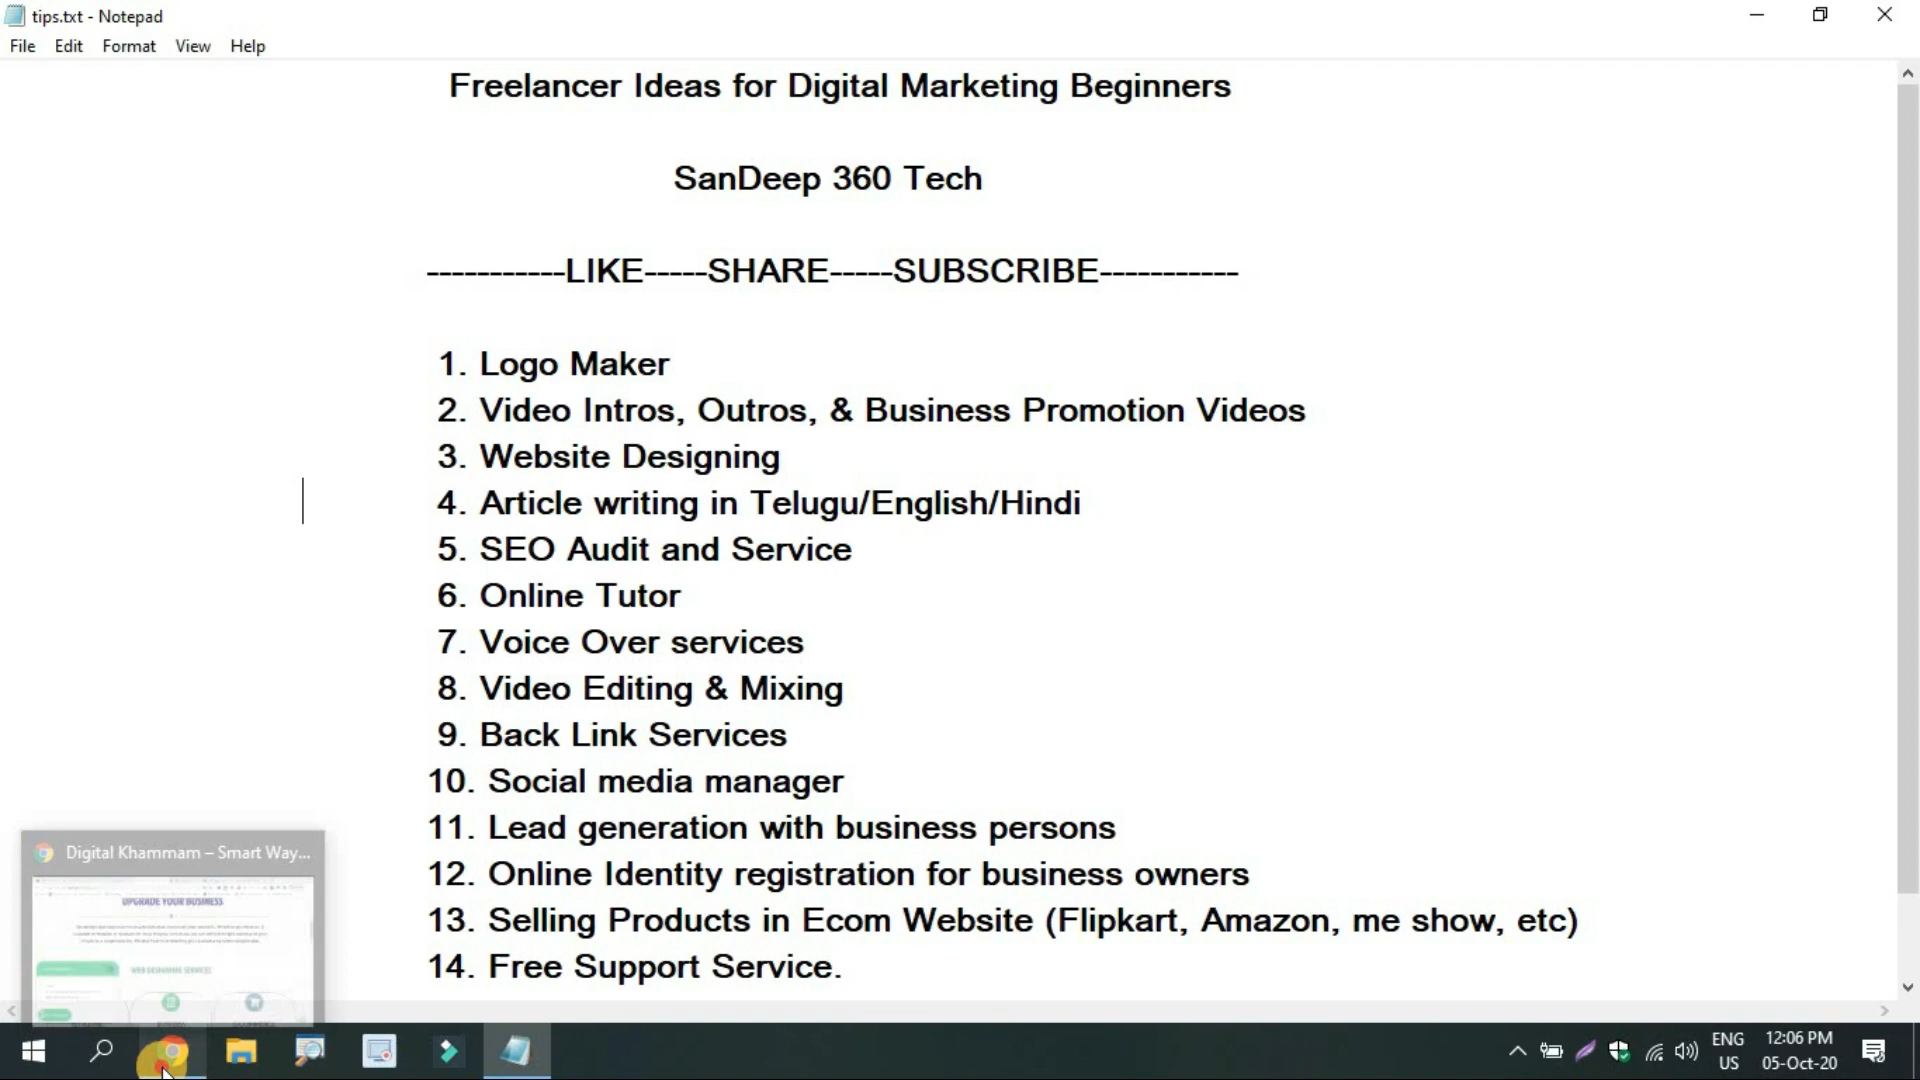 tips.txt - Notepad
File Edit Format View Help
Freelancer Ideas for Digital Marketing Beginners
SanDeep 360 Tech
-----------LIKE-----SHARE-----SUBSCRIBE-----------
1. Logo Maker
2. Video Intros, Outros, & Business Promotion Videos
3. Website Designing
4. Article writing in Telugu/English/Hindi
5. SEO Audit and Service
6. Online Tutor
7. Voice Over services
8. Video Editing & Mixing
9. Back Link Services
10. Social media manager
11. Lead generation with business persons
12. Online Identity registration for business owners
13. Selling Products in Ecom Website (Flipkart, Amazon, me show, etc)
14. Free Support Service.
Digital Khammam – Smart Way...
UPGRADE YOUR BUSINESS
WEB DESIGNING SERVICES
ENG 12:06 PM
US 05-Oct-20